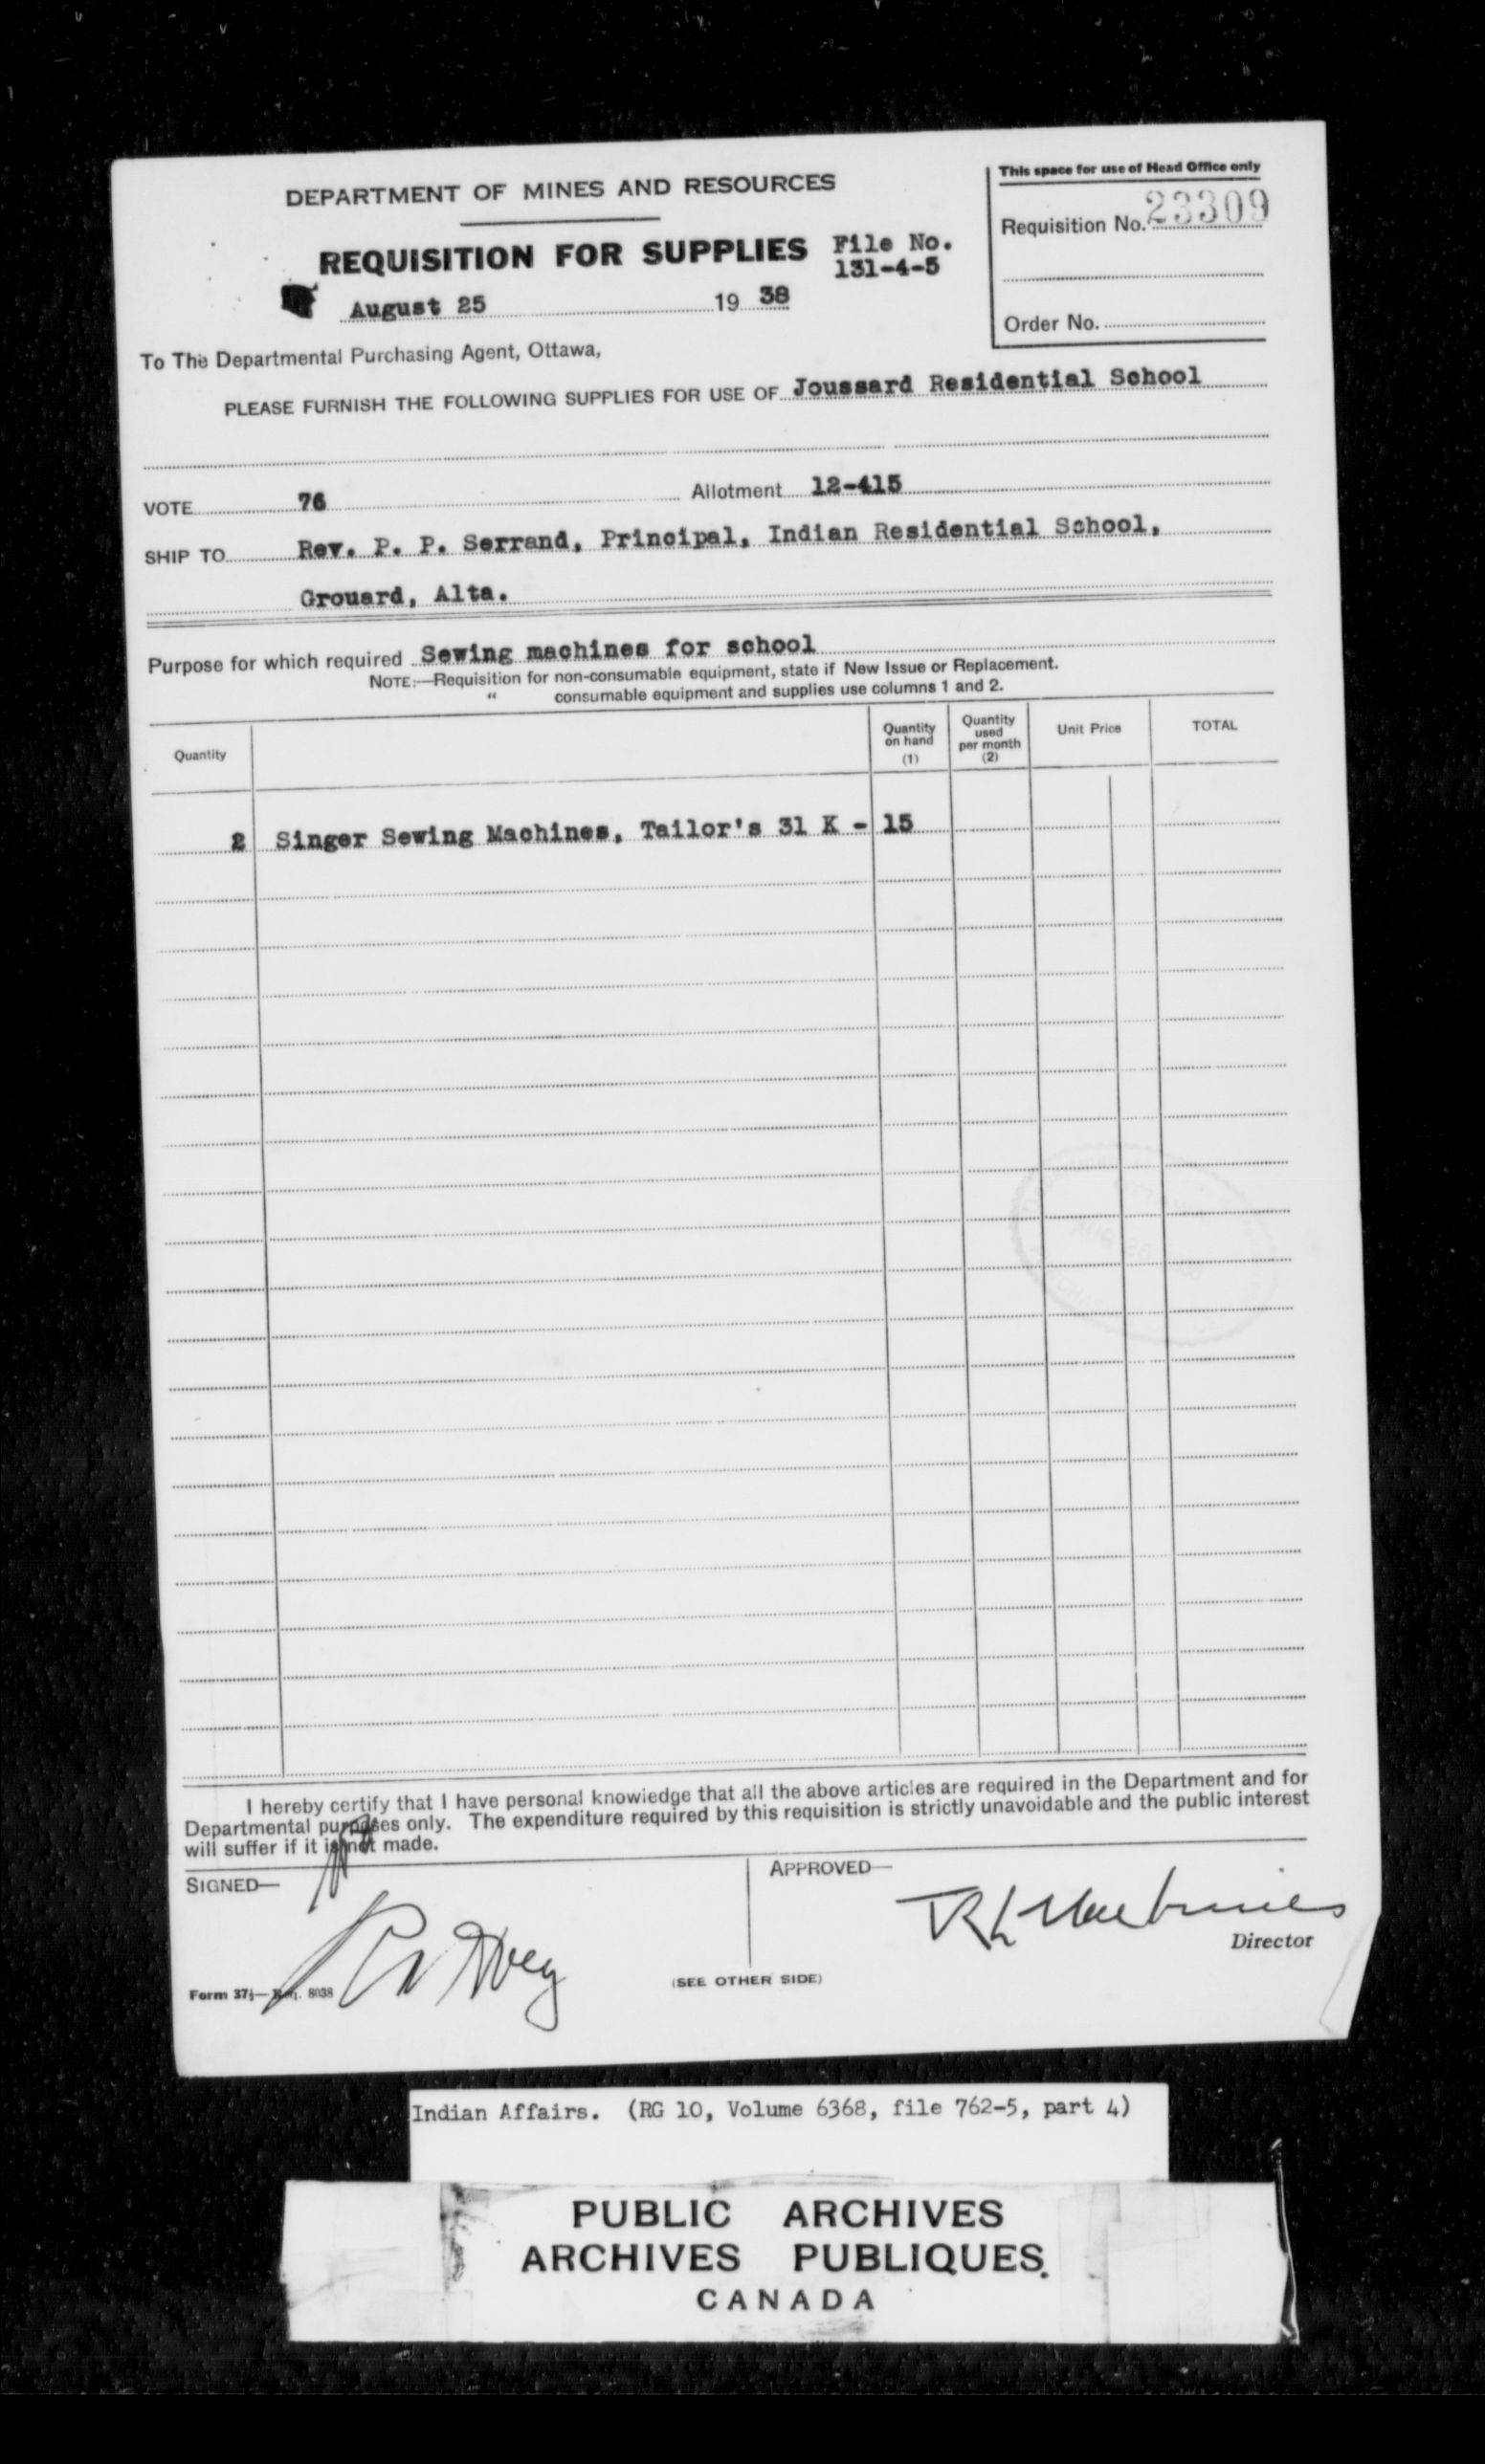 DEPARTMENT OF MINES AND RESOURCES
REQUISITION FOR SUPPLIES File No.
131-4-5
This space for use of Head Office only
Requisition No. 23309
Order No.
August 25 19 38
To The Departmental Purchasing Agent, Ottawa,
PLEASE FURNISH THE FOLLOWING SUPPLIES FOR USE OF Joussard Residential School
VOTE 76 Allotment 12-415
SHIP TO Rev. P. P. Serrand, Principal, Indian Residential School,
Grouard, Alta.
Purpose for which required Sewing machines for school
NOTE:—Requisition for non-consumable equipment, state if New Issue or Replacement.
" consumable equipment and supplies use columns 1 and 2.
Quantity Quantity on hand (1) Quantity used per month (2) Unit Price TOTAL
2 Singer Sewing Machines, Tailor's 31 K - 15
I hereby certify that I have personal knowledge that all the above articles are required in the Department and for
Departmental purposes only. The expenditure required by this requisition is strictly unavoidable and the public interest
will suffer if it is not made.
SIGNED— APPROVED—
Director
Form 37½— 8038 (SEE OTHER SIDE)
Indian Affairs. (RG 10, Volume 6368, file 762-5, part 4)
PUBLIC ARCHIVES
ARCHIVES PUBLIQUES
CANADA